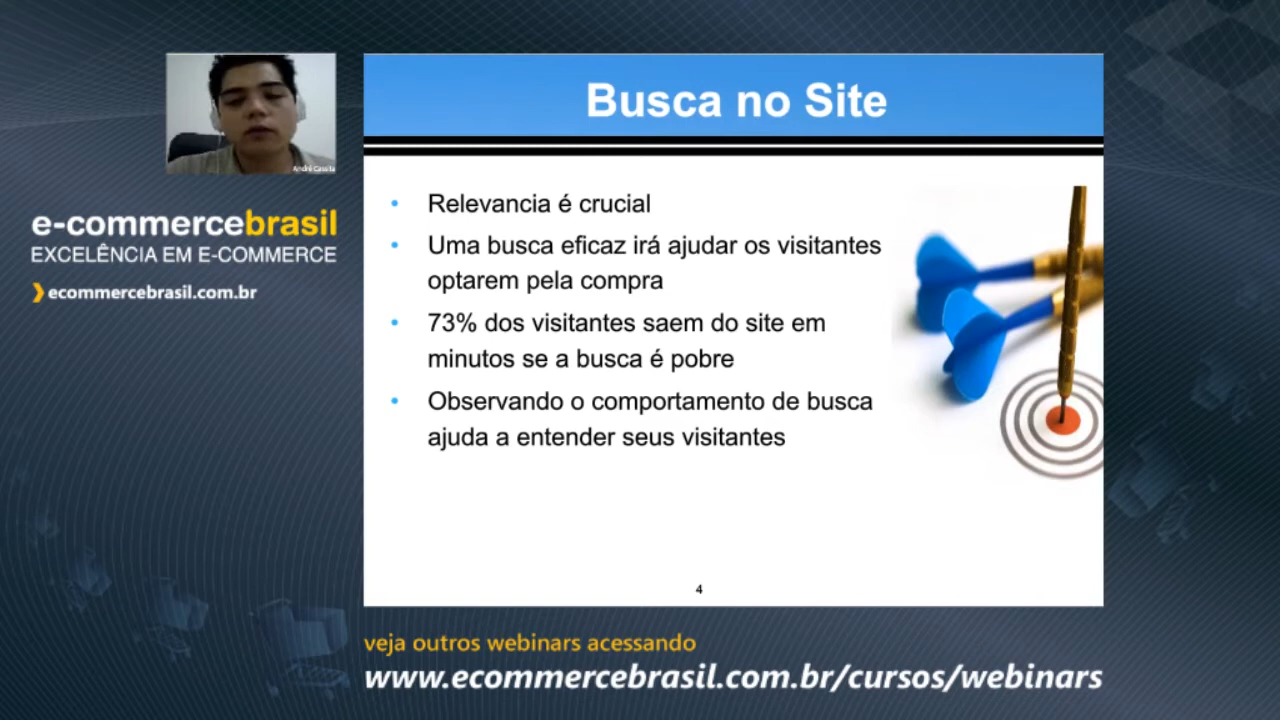 Busca no Site
André
e-commercebrasil
EXCELÊNCIA EM E-COMMERCE
ecommercebrasil.com.br
• Relevancia é crucial
• Uma busca eficaz irá ajudar os visitantes
optarem pela compra
• 73% dos visitantes saem do site em
minutos se a busca é pobre
• Observando o comportamento de busca
ajuda a entender seus visitantes
4
veja outros webinars acessando
www.ecommercebrasil.com.br/cursos/webinars